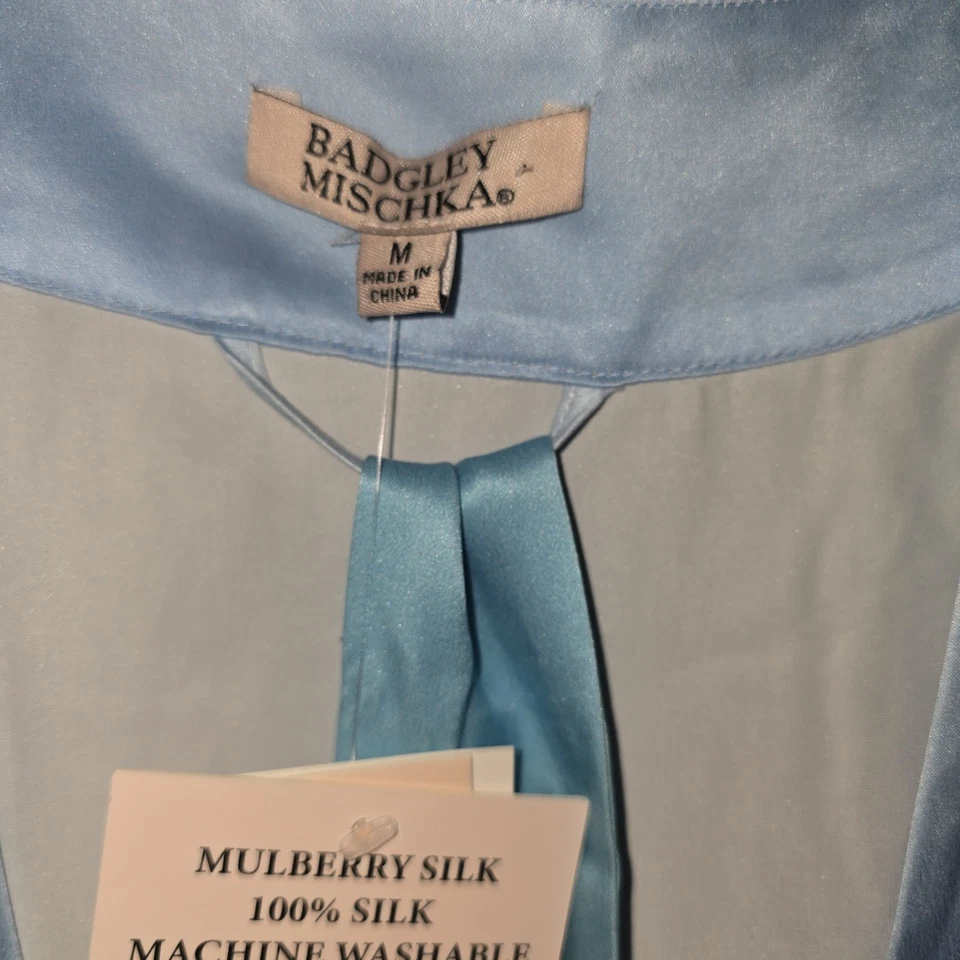 BADGLEY
MISCHKA®
M
MADE IN
CHINA
MULBERRY SILK
100% SILK
MACHINE WASHABLE